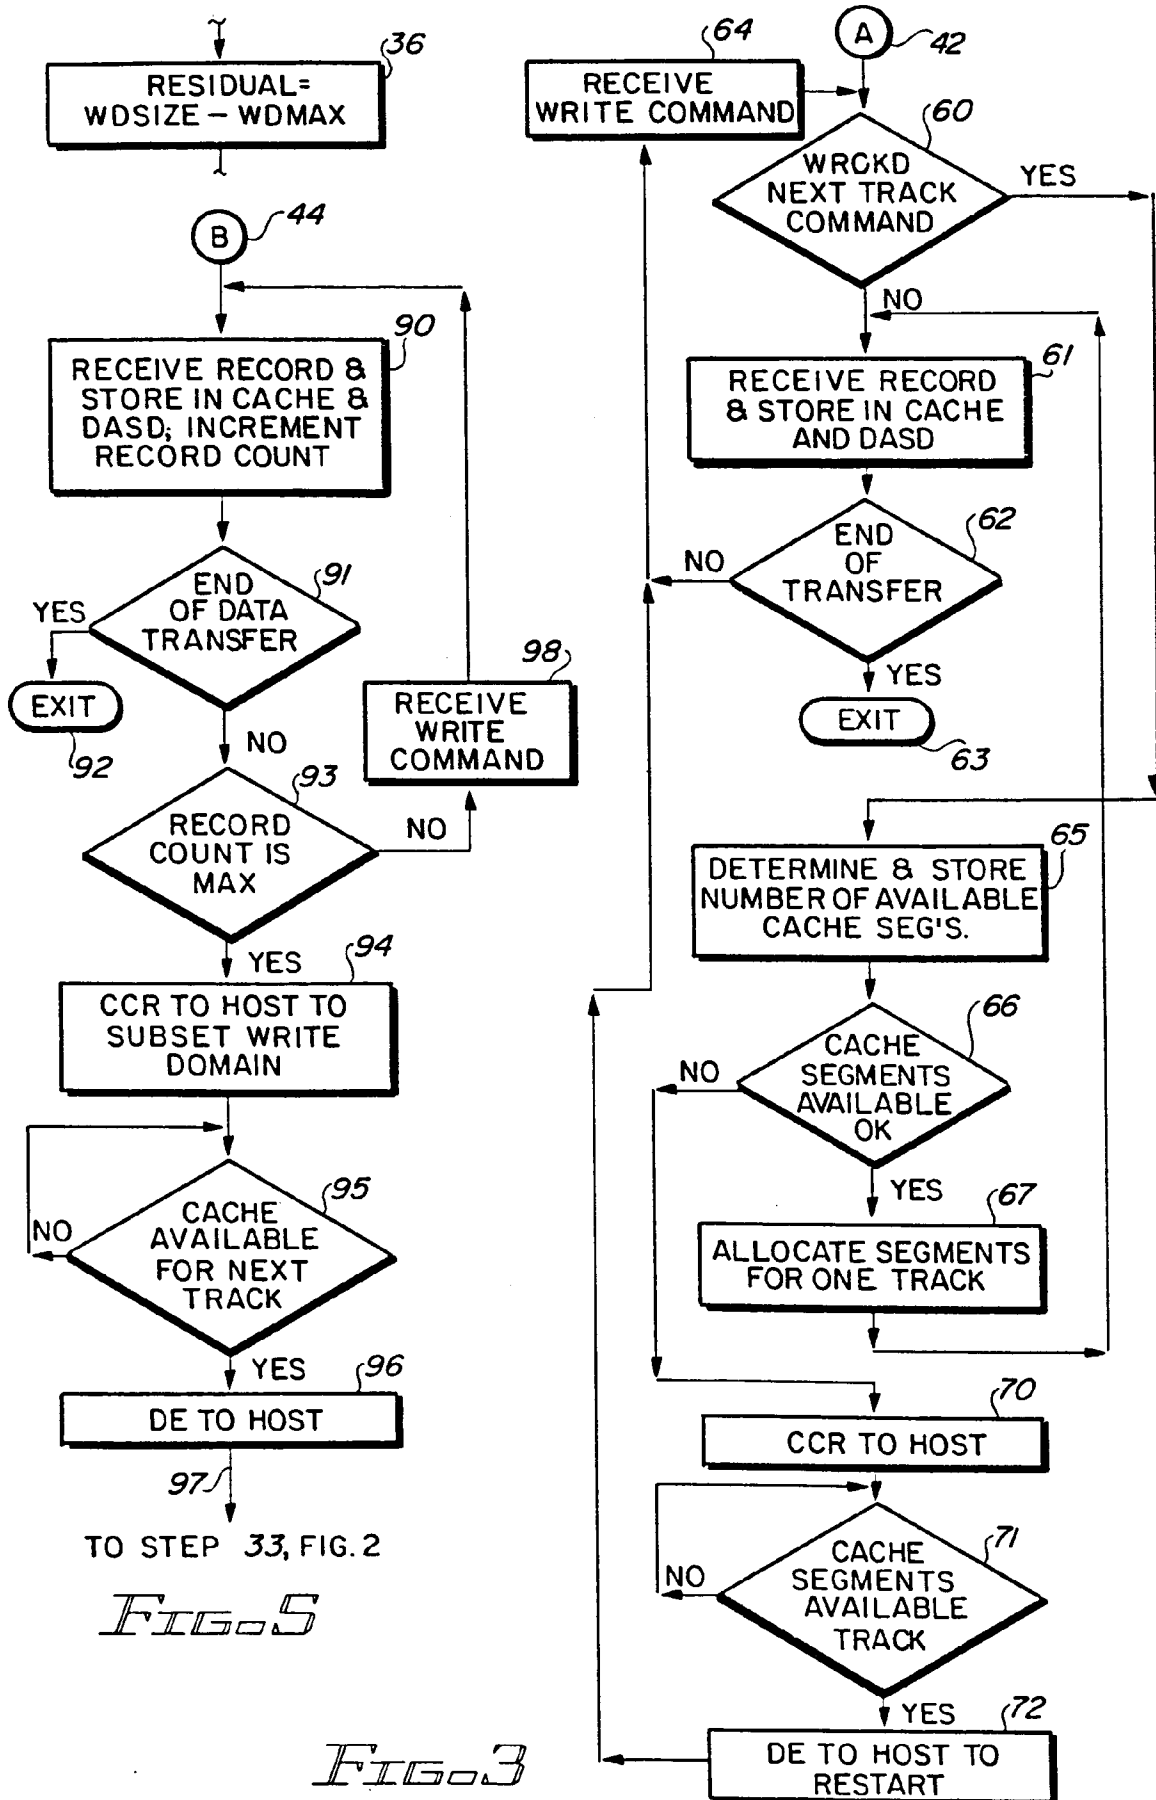 36
RESIDUAL=
WDSIZE — WDMAX
B
44
90
RECEIVE RECORD &
STORE IN CACHE &
DASD; INCREMENT
RECORD COUNT
91
END
OF DATA
TRANSFER
YES
EXIT
92
NO
98
RECEIVE
WRITE
COMMAND
93
RECORD
COUNT IS
MAX
NO
YES
94
CCR TO HOST TO
SUBSET WRITE
DOMAIN
95
CACHE
AVAILABLE
FOR NEXT
TRACK
NO
YES
96
DE TO HOST
97
TO STEP 33, FIG. 2
FIG. 5
A
42
64
RECEIVE
WRITE COMMAND
60
WRCKD
NEXT TRACK
COMMAND
YES
NO
61
RECEIVE RECORD
& STORE IN CACHE
AND DASD
62
END
OF
TRANSFER
NO
YES
EXIT
63
65
DETERMINE & STORE
NUMBER OF AVAILABLE
CACHE SEG'S.
66
CACHE
SEGMENTS
AVAILABLE
OK
NO
YES
67
ALLOCATE SEGMENTS
FOR ONE TRACK
70
CCR TO HOST
71
CACHE
SEGMENTS
AVAILABLE
TRACK
NO
YES
72
DE TO HOST TO
RESTART
FIG. 3